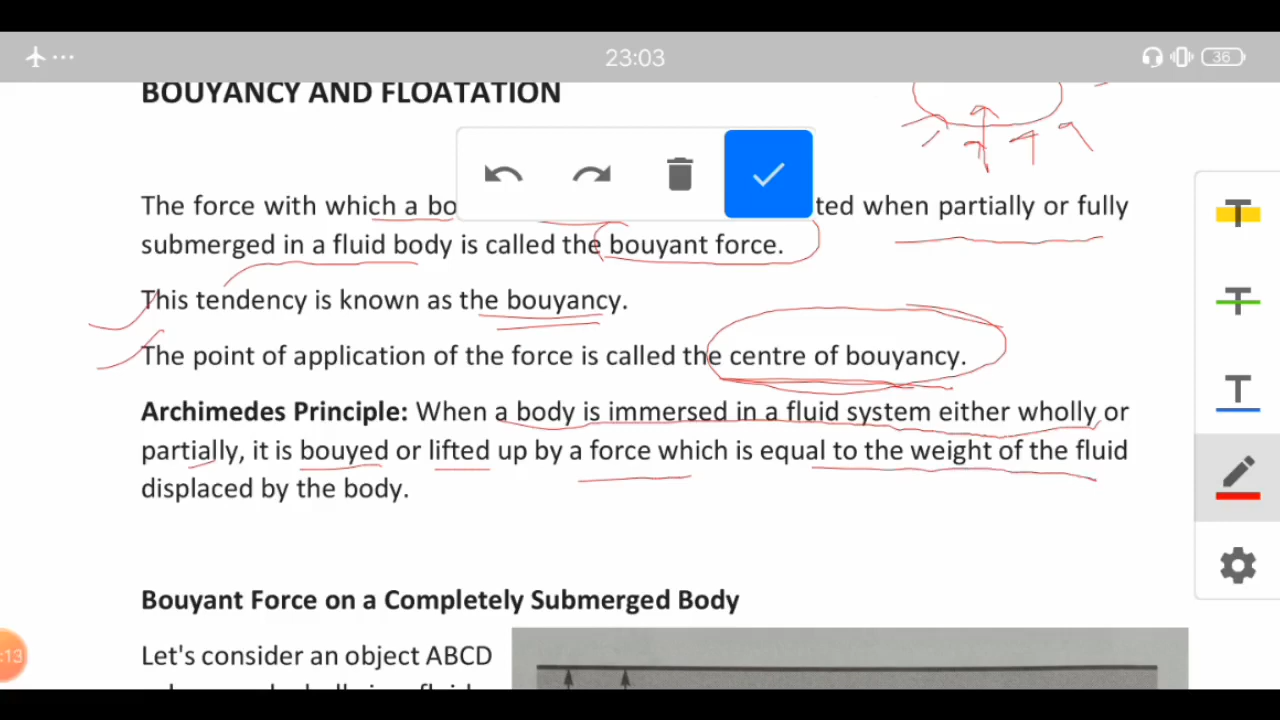 23:03
36
BOUYANCY AND FLOATATION
The force with which a bo ted when partially or fully
submerged in a fluid body is called the bouyant force.
This tendency is known as the bouyancy.
The point of application of the force is called the centre of bouyancy.
Archimedes Principle: When a body is immersed in a fluid system either wholly or
partially, it is bouyed or lifted up by a force which is equal to the weight of the fluid
displaced by the body.
Bouyant Force on a Completely Submerged Body
Let's consider an object ABCD
:13
T
T
T